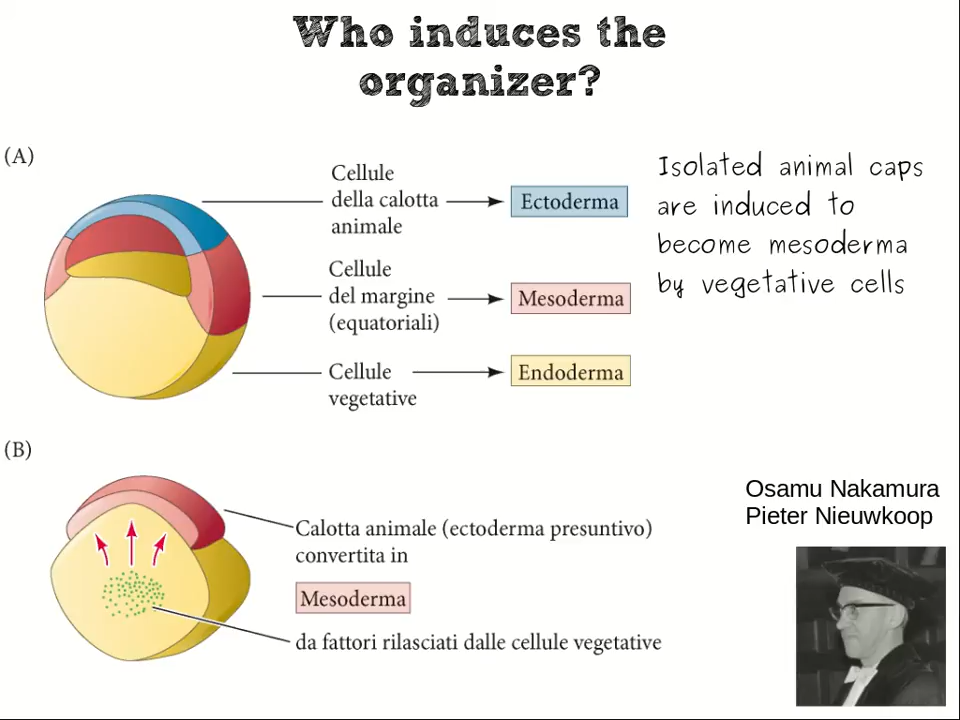 Who induces the
organizer?
(A)
Cellule
della calotta
animale
Ectoderma
Cellule
del margine
(equatoriali)
Mesoderma
Cellule
vegetative
Endoderma
Isolated animal caps
are induced to
become mesoderma
by vegetative cells
(B)
Calotta animale (ectoderma presuntivo)
convertita in
Mesoderma
da fattori rilasciati dalle cellule vegetative
Osamu Nakamura
Pieter Nieuwkoop